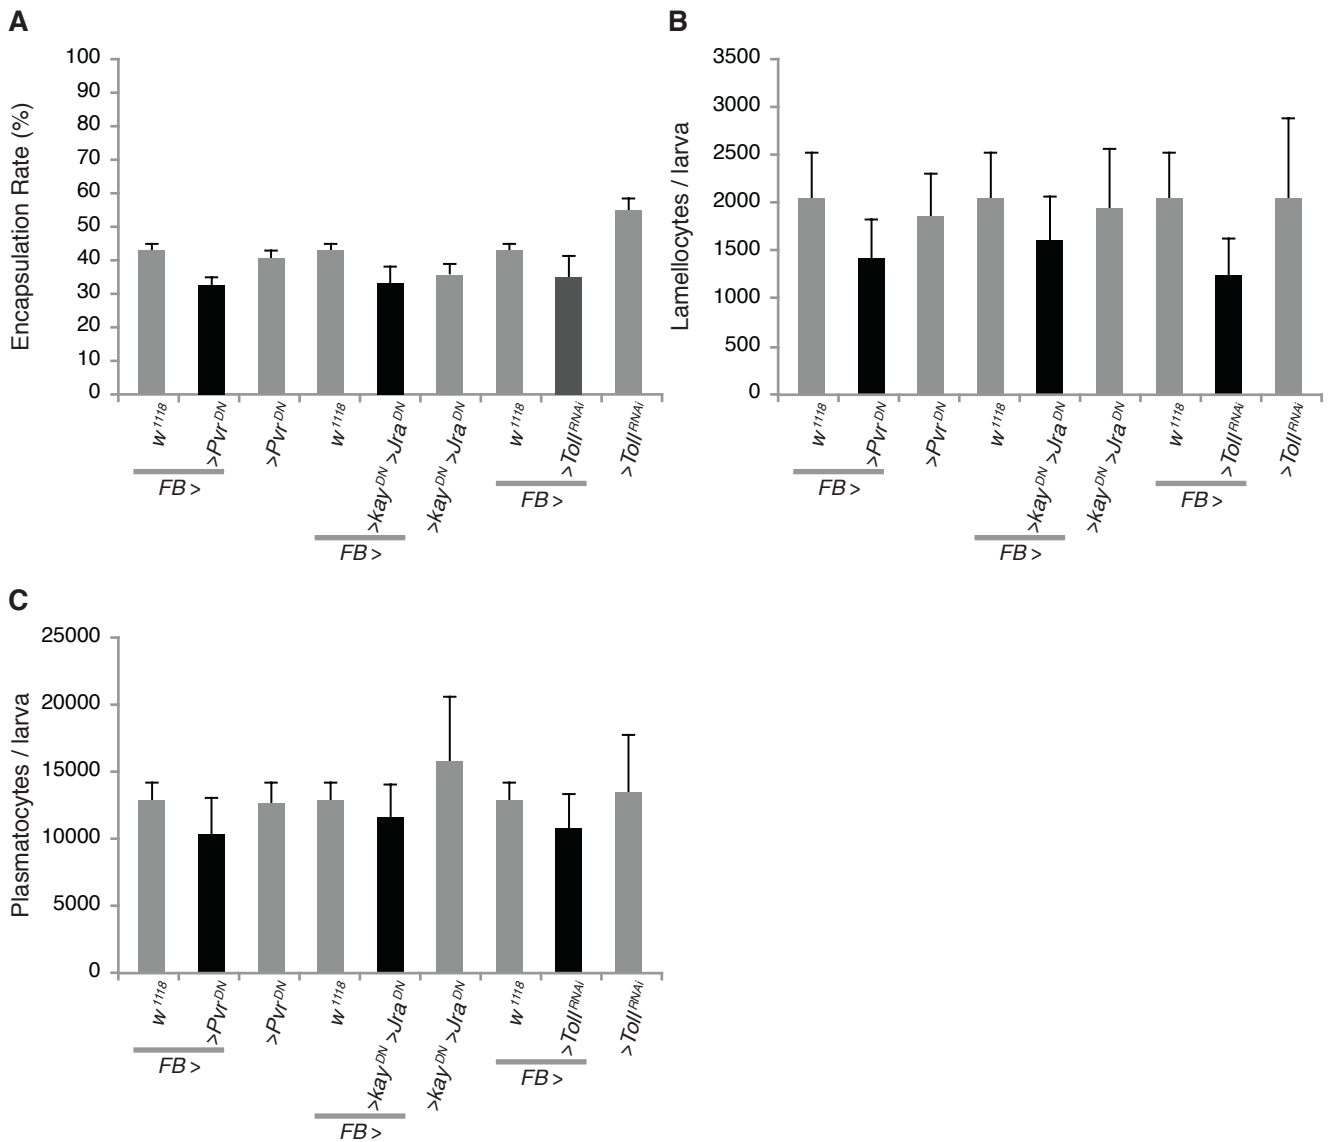 A
Encapsulation Rate (%)
100
90
80
70
60
50
40
30
20
10
0
w1118
>PvrDN
>PvrDN
w1118
>kayDN >JraDN
>kayDN >JraDN
w1118
>TollRNAi
>TollRNAi
FB >
FB >
FB >
B
Lamellocytes / larva
3500
3000
2500
2000
1500
1000
500
0
w1118
>PvrDN
>PvrDN
w1118
>kayDN >JraDN
>kayDN >JraDN
w1118
>TollRNAi
>TollRNAi
FB >
FB >
FB >
C
Plasmatocytes / larva
25000
20000
15000
10000
5000
0
w1118
>PvrDN
>PvrDN
w1118
>kayDN >JraDN
>kayDN >JraDN
w1118
>TollRNAi
>TollRNAi
FB >
FB >
FB >